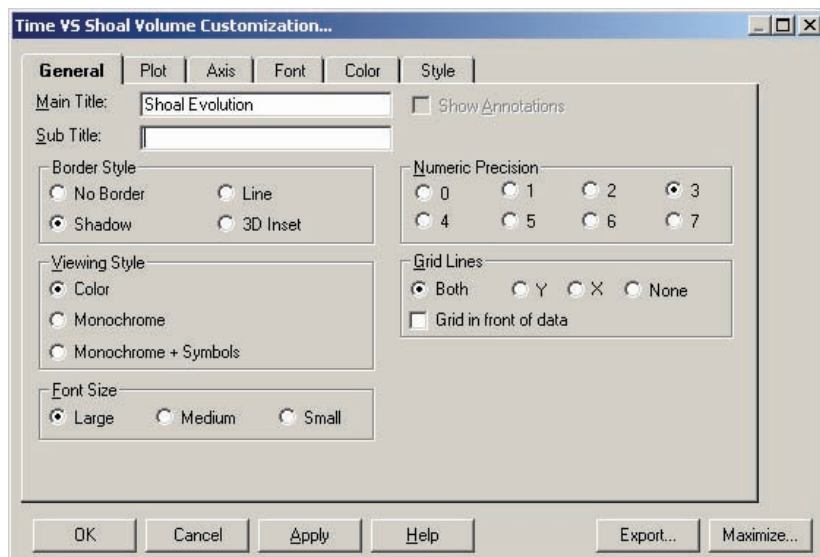 Time VS Shoal Volume Customization...
General Plot Axis Font Color Style
Main Title: Shoal Evolution Show Annotations
Sub Title:
Border Style
No Border Line
Shadow 3D Inset
Numeric Precision
0 1 2 3
4 5 6 7
Viewing Style
Color
Monochrome
Monochrome + Symbols
Grid Lines
Both Y X None
Grid in front of data
Font Size
Large Medium Small
OK Cancel Apply Help Export... Maximize...